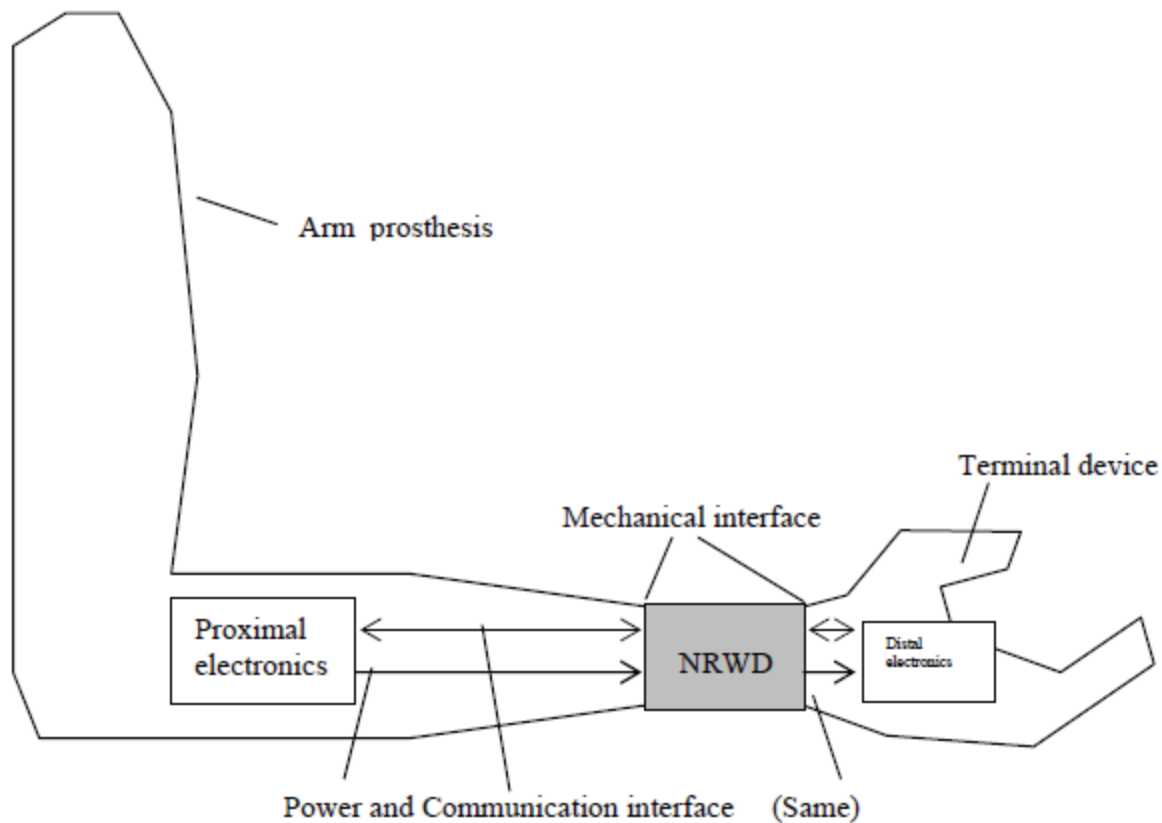 Arm prosthesis
Terminal device
Mechanical interface
Proximal
electronics
NRWD
Distal
electronics
Power and Communication interface (Same)